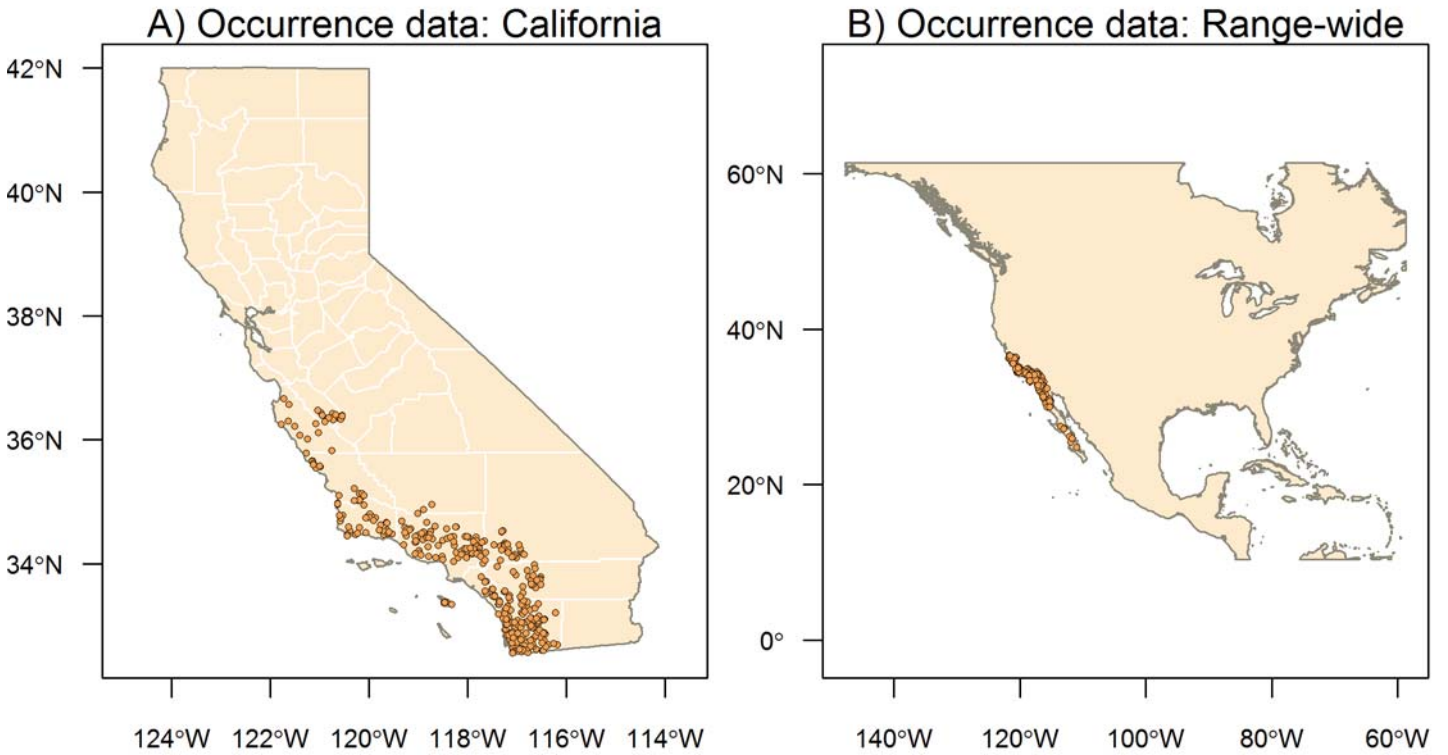 A) Occurrence data: California
42°N
40°N
38°N
36°N
34°N
124°W 122°W 120°W 118°W 116°W 114°W
B) Occurrence data: Range-wide
60°N
40°N
20°N
0°
140°W 120°W 100°W 80°W 60°W